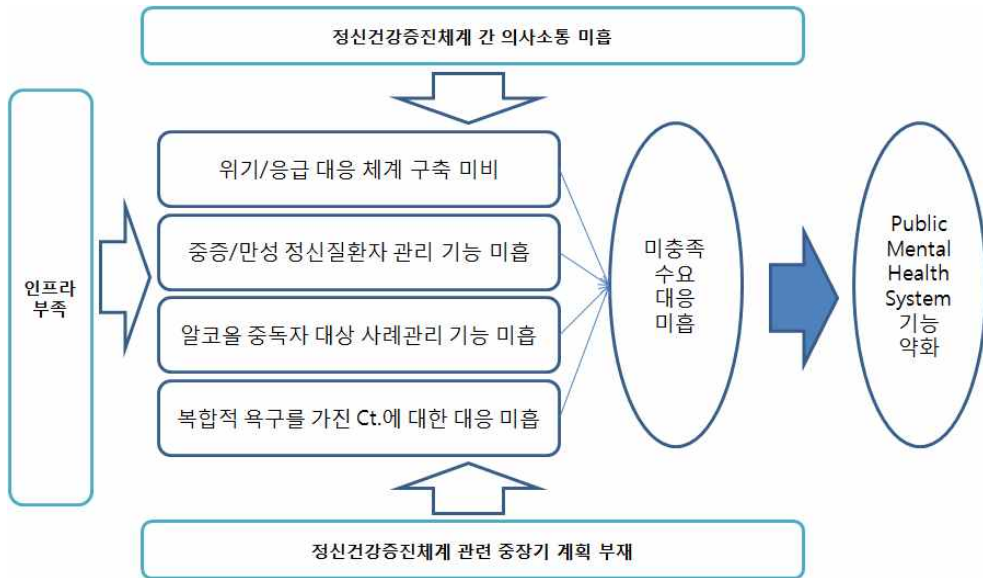 정신건강증진체계 간 의사소통 미흡
인프라
부족
위기/응급 대응 체계 구축 미비
중증/만성 정신질환자 관리 기능 미흡
알코올 중독자 대상 사례관리 기능 미흡
복합적 욕구를 가진 Ct.에 대한 대응 미흡
미충족
수요
대응
미흡
Public
Mental
Health
System
기능
약화
정신건강증진체계 관련 중장기 계획 부재